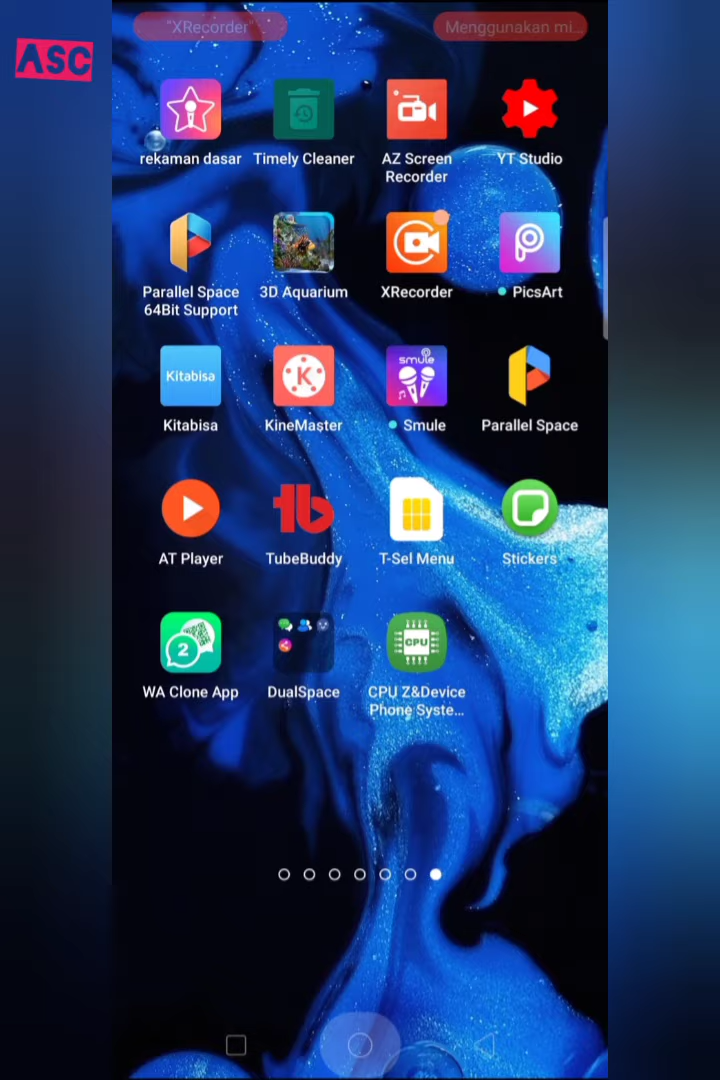 "XRecorder"
Menggunakan mi...
ASC
rekaman dasar
Timely Cleaner
AZ Screen
Recorder
YT Studio
Parallel Space
64Bit Support
3D Aquarium
XRecorder
PicsArt
Kitabisa
Kitabisa
KineMaster
smule
Smule
Parallel Space
AT Player
TubeBuddy
T-Sel Menu
Stickers
2
WA Clone App
DualSpace
CPU
CPU Z&Device
Phone Syste...